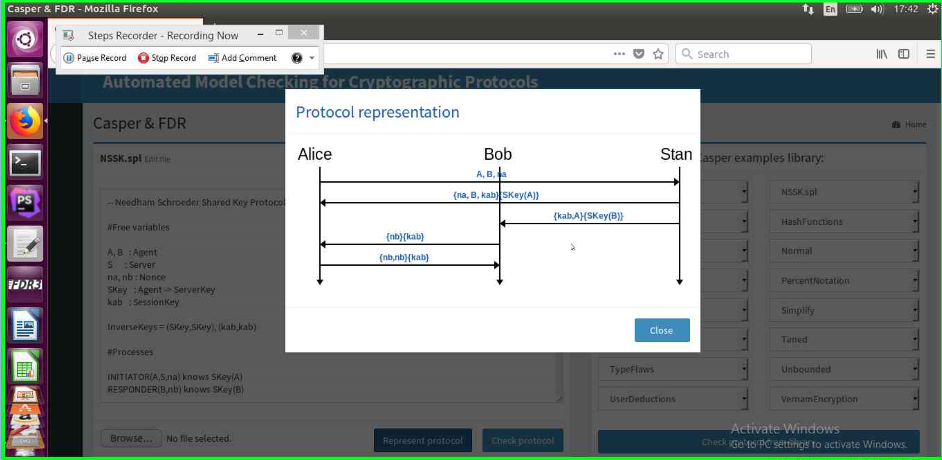 Casper & FDR - Mozilla Firefox
En
17:42
Steps Recorder - Recording Now
Pause Record
Stop Record
Add Comment
Search
Automated Model Checking for Cryptographic Protocols
Casper & FDR
Home
Protocol representation
Alice
Bob
Stan
A, B, na
{na, B, kab}{SKey(A)}
{kab,A}{SKey(B)}
{nb}{kab}
{nb,nb}{kab}
Close
NSSK.spl Edit file
-- Needham Schroeder Shared Key Protocol
#Free variables
A, B : Agent
S : Server
na, nb : Nonce
SKey : Agent -> ServerKey
kab : SessionKey
InverseKeys = (SKey,SKey), (kab,kab)
#Processes
INITIATOR(A,S,na) knows SKey(A)
RESPONDER(B,nb) knows SKey(B)
Browse...
No file selected.
Represent protocol
Check protocol
Casper examples library:
NSSK.spl
HashFunctions
Normal
PercentNotation
Simplify
Timed
TypeFlaws
Unbounded
UserDeductions
VernamEncryption
Activate Windows
Go to PC settings to activate Windows.
PS
FDR3